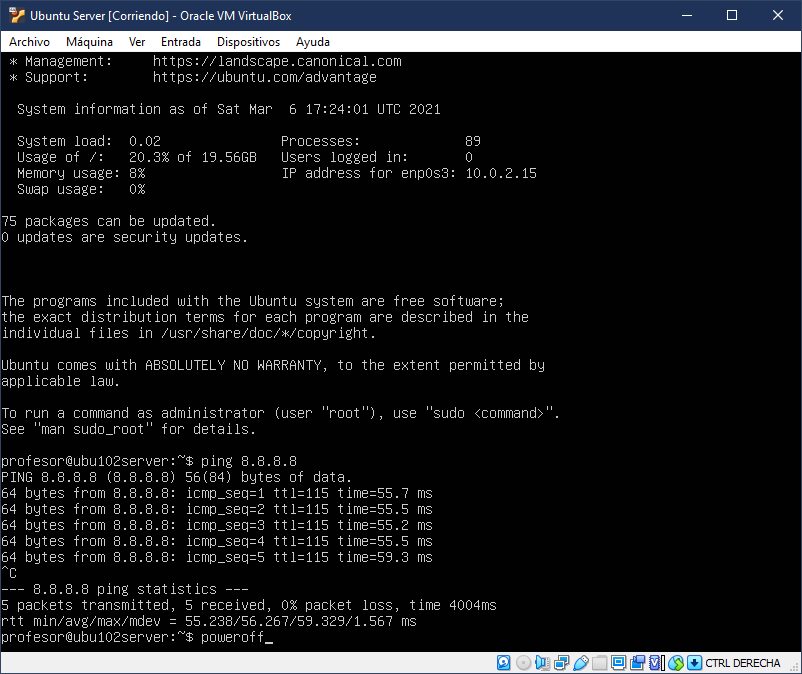 Ubuntu Server [Corriendo] - Oracle VM VirtualBox
Archivo Máquina Ver Entrada Dispositivos Ayuda
* Management:     https://landscape.canonical.com
* Support:        https://ubuntu.com/advantage
System information as of Sat Mar  6 17:24:01 UTC 2021
System load:  0.02               Processes:             89
Usage of /:   20.3% of 19.56GB   Users logged in:       0
Memory usage: 8%                 IP address for enp0s3: 10.0.2.15
Swap usage:   0%
75 packages can be updated.
0 updates are security updates.
The programs included with the Ubuntu system are free software;
the exact distribution terms for each program are described in the
individual files in /usr/share/doc/*/copyright.
Ubuntu comes with ABSOLUTELY NO WARRANTY, to the extent permitted by
applicable law.
To run a command as administrator (user "root"), use "sudo <command>".
See "man sudo_root" for details.
profesor@ubu102server:~$ ping 8.8.8.8
PING 8.8.8.8 (8.8.8.8) 56(84) bytes of data.
64 bytes from 8.8.8.8: icmp_seq=1 ttl=115 time=55.7 ms
64 bytes from 8.8.8.8: icmp_seq=2 ttl=115 time=55.5 ms
64 bytes from 8.8.8.8: icmp_seq=3 ttl=115 time=55.2 ms
64 bytes from 8.8.8.8: icmp_seq=4 ttl=115 time=55.5 ms
64 bytes from 8.8.8.8: icmp_seq=5 ttl=115 time=59.3 ms
^C
--- 8.8.8.8 ping statistics ---
5 packets transmitted, 5 received, 0% packet loss, time 4004ms
rtt min/avg/max/mdev = 55.238/56.267/59.329/1.567 ms
profesor@ubu102server:~$ poweroff_
CTRL DERECHA